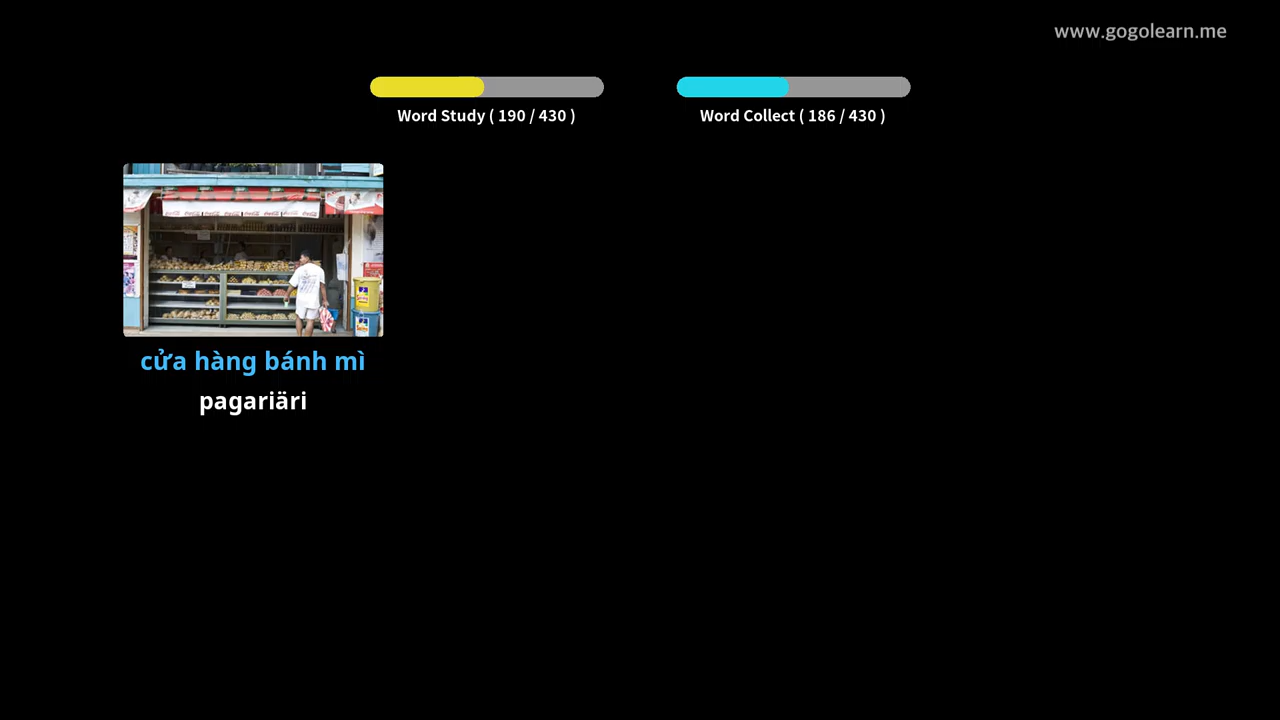 www.gogolearn.me
Word Study ( 190 / 430 )
Word Collect ( 186 / 430 )
cửa hàng bánh mì
pagariäri